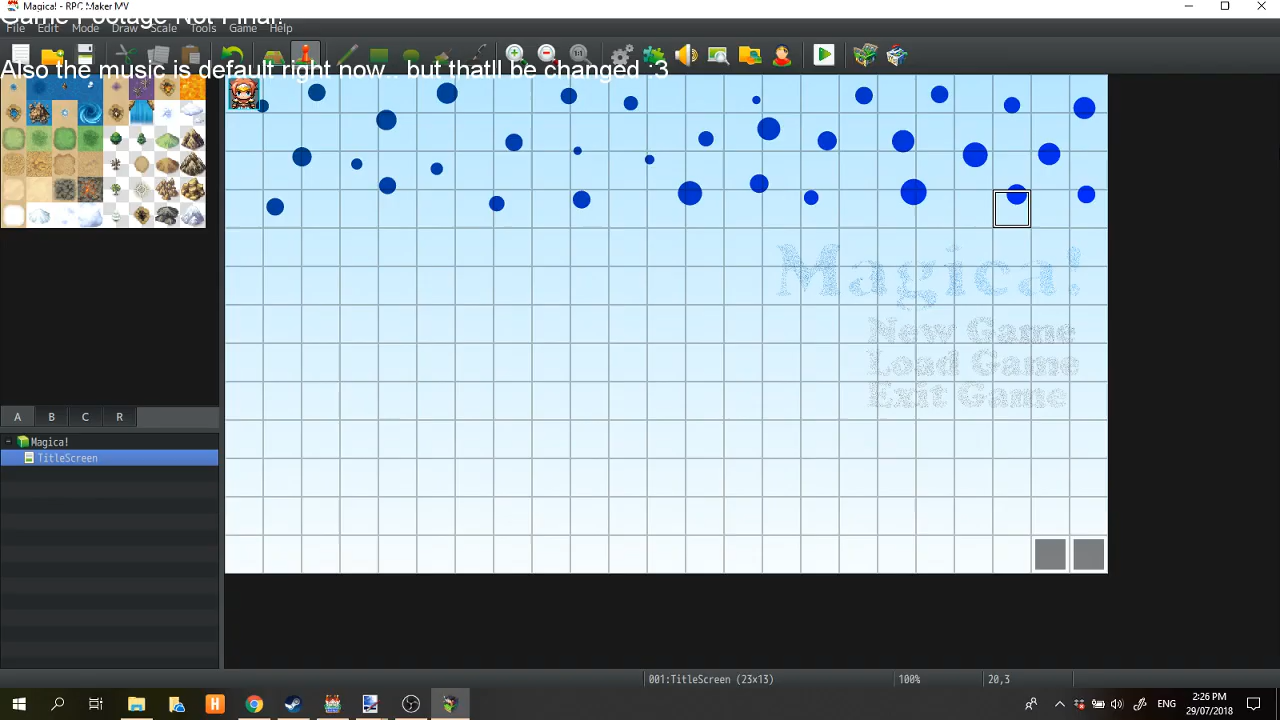 Magica! - RPG Maker MV
Game Footage Not Final!
File Edit Mode Draw Scale Tools Game Help
1:1
Also the music is default right now... but thatll be changed :3
Magica!
New Game
Load Game
Exit Game
A B C R
Magica!
TitleScreen
001:TitleScreen (23x13) 100% 20,3
H
ENG
2:26 PM
29/07/2018